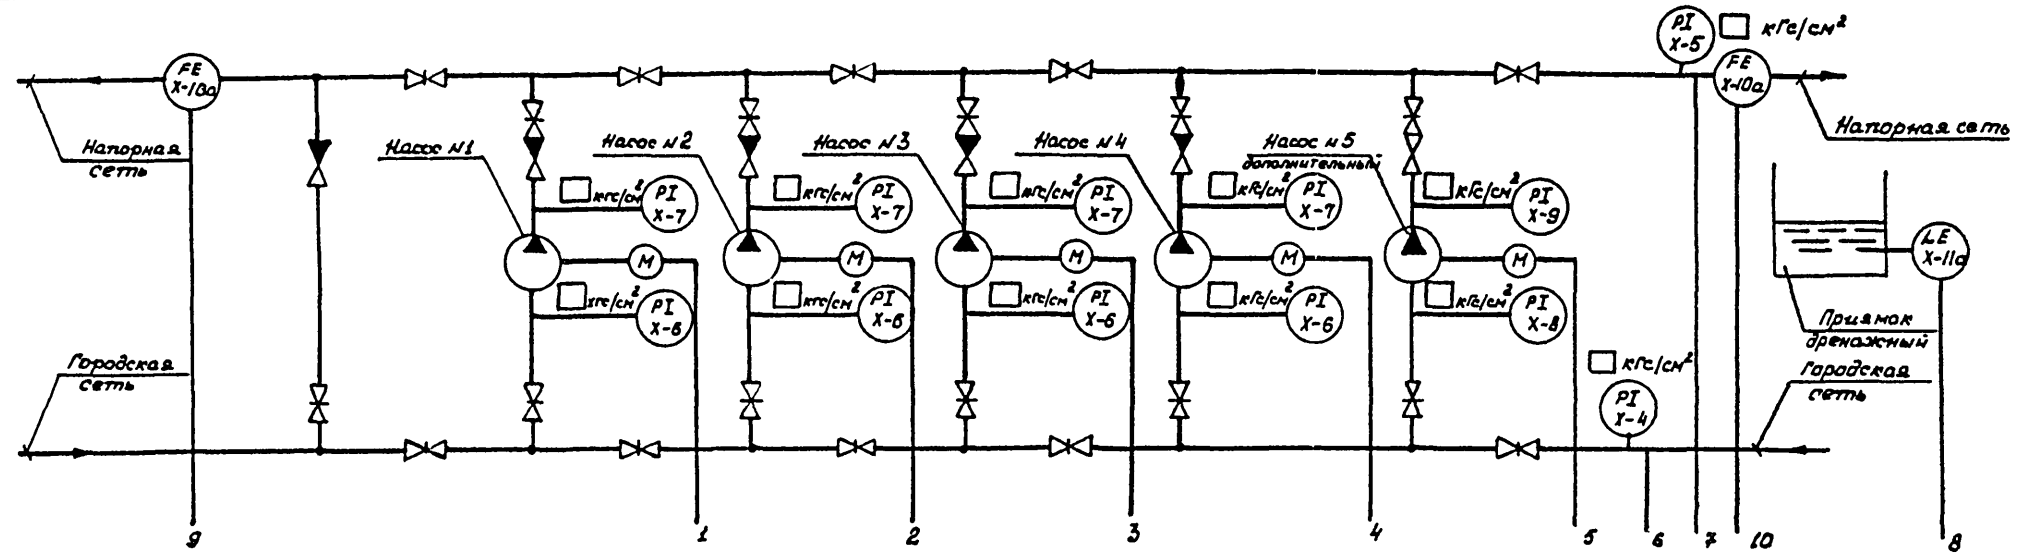 PI
X-5
кгс/см²
FE
X-10а
FE
X-10а
Напорная
сеть
Насос №1
Насос №2
Насос №3
Насос №4
Насос №5
дополнительный
Напорная сеть
кгс/см²
PI
X-7
кгс/см²
PI
X-7
кгс/см²
PI
X-7
кгс/см²
PI
X-7
кгс/см²
PI
X-9
M
M
M
M
M
LE
X-11а
кгс/см²
PI
X-6
кгс/см²
PI
X-6
кгс/см²
PI
X-6
кгс/см²
PI
X-6
кгс/см²
PI
X-8
Приямок
дренажный
Городская
сеть
кгс/см²
PI
X-4
Городская
сеть
9
1
2
3
4
5
6
7
10
8